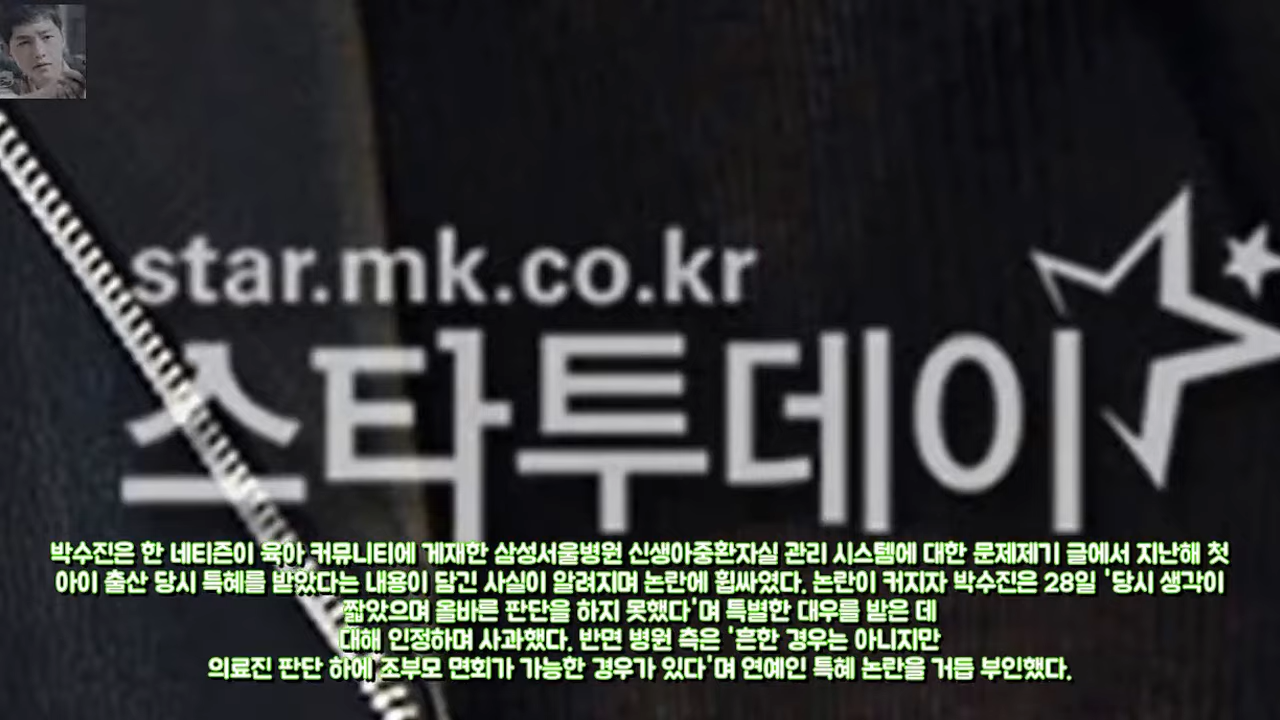 star.mk.co.kr
스타투데이
박수진은 한 네티즌이 육아 커뮤니티에 게재한 삼성서울병원 신생아중환자실 관리 시스템에 대한 문제제기 글에서 지난해 첫
아이 출산 당시 특혜를 받았다는 내용이 담긴 사실이 알려지며 논란에 휩싸였다. 논란이 커지자 박수진은 28일 '당시 생각이
짧았으며 올바른 판단을 하지 못했다'며 특별한 대우를 받은 데
대해 인정하며 사과했다. 반면 병원 측은 '흔한 경우는 아니지만
의료진 판단 하에 조부모 면회가 가능한 경우가 있다'며 연예인 특혜 논란을 거듭 부인했다.